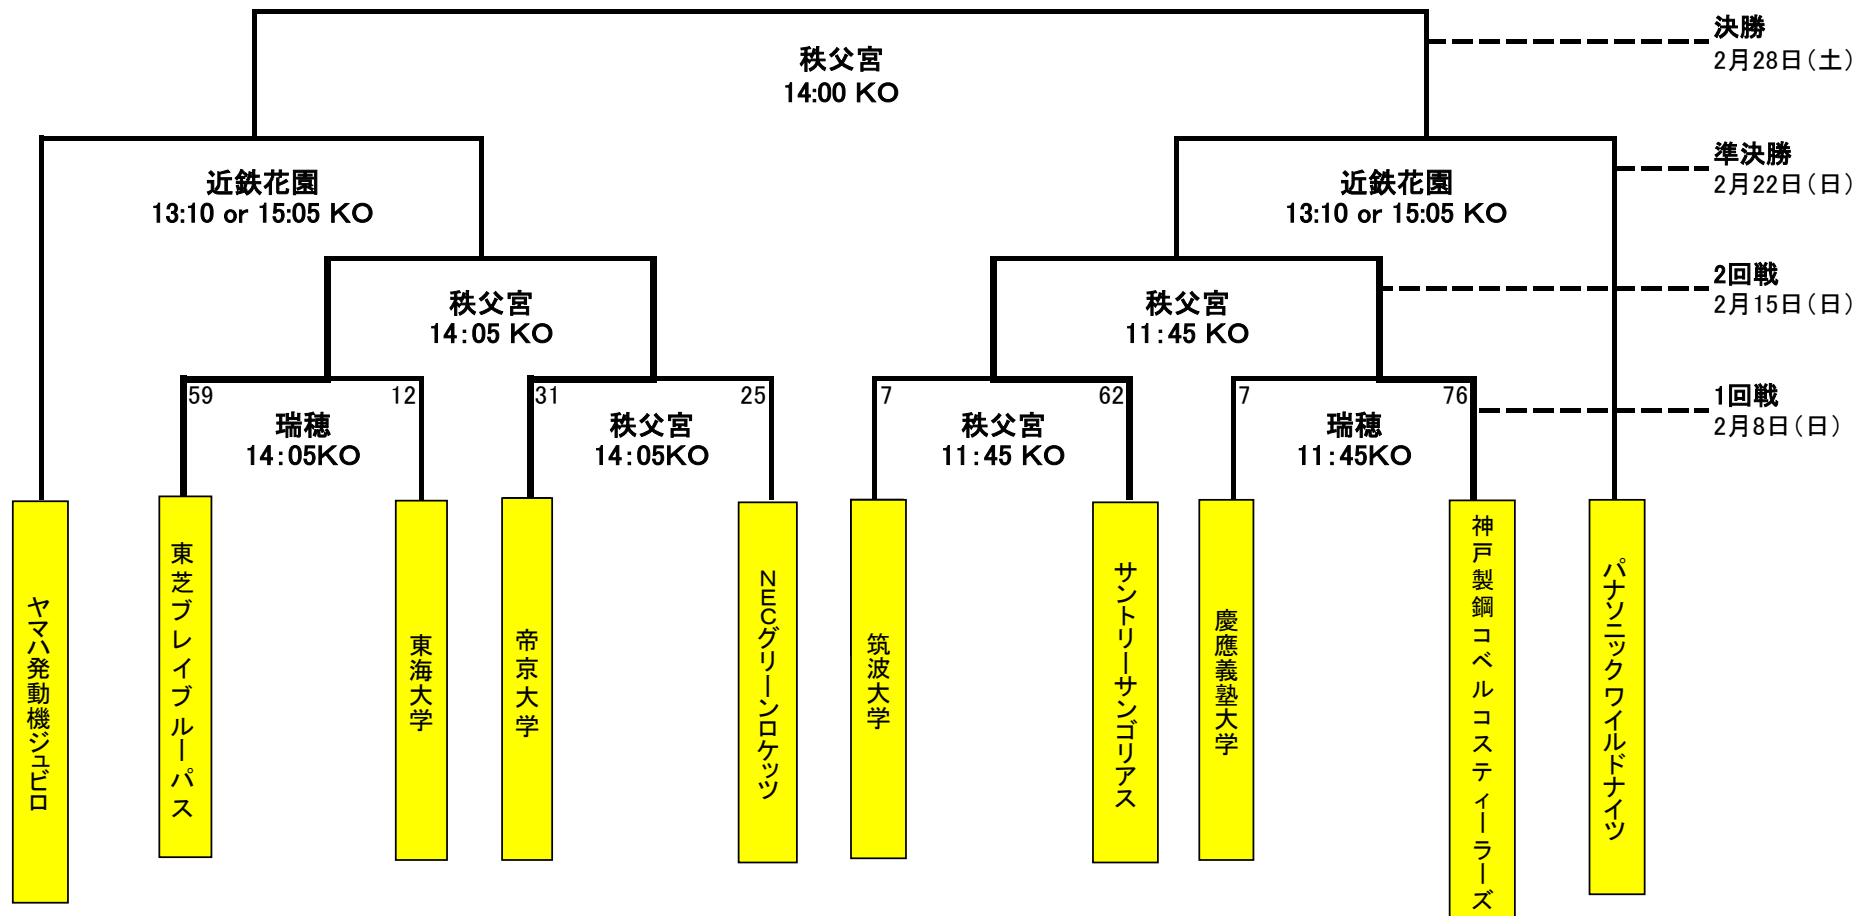 決勝
2月28日（土）
秩父宮
14:00 KO
準決勝
2月22日（日）
近鉄花園
13:10 or 15:05 KO
近鉄花園
13:10 or 15:05 KO
2回戦
2月15日（日）
秩父宮
14：05 KO
秩父宮
11：45 KO
1回戦
2月8日（日）
59
12
31
25
7
62
7
76
瑞穂
14：05KO
秩父宮
14：05KO
秩父宮
11：45 KO
瑞穂
11：45KO
ヤマハ発動機ジュビロ
東芝ブレイブルーパス
東海大学
帝京大学
NECグリーンロケッツ
筑波大学
サントリーサンゴリアス
慶應義塾大学
神戸製鋼コベルコスティーラーズ
パナソニックワイルドナイツ